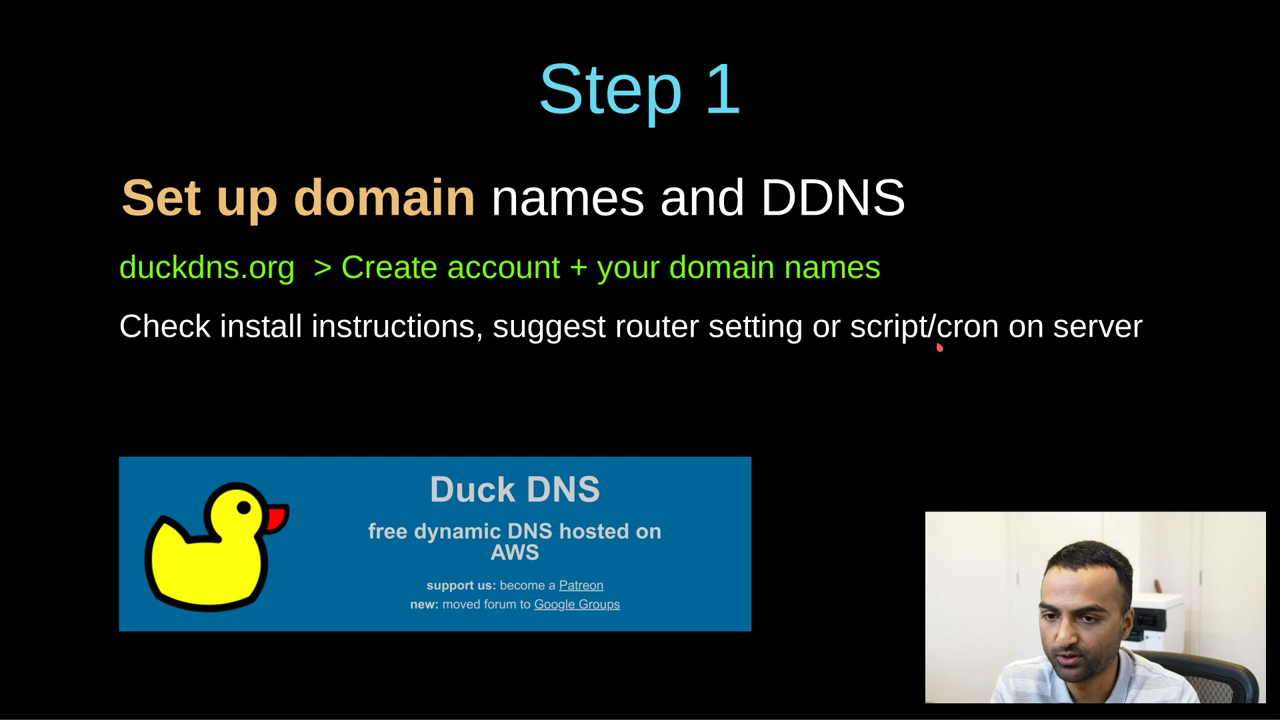 Step 1
Set up domain names and DDNS
duckdns.org > Create account + your domain names
Check install instructions, suggest router setting or script/cron on server
Duck DNS
free dynamic DNS hosted on
AWS
support us: become a Patreon
new: moved forum to Google Groups